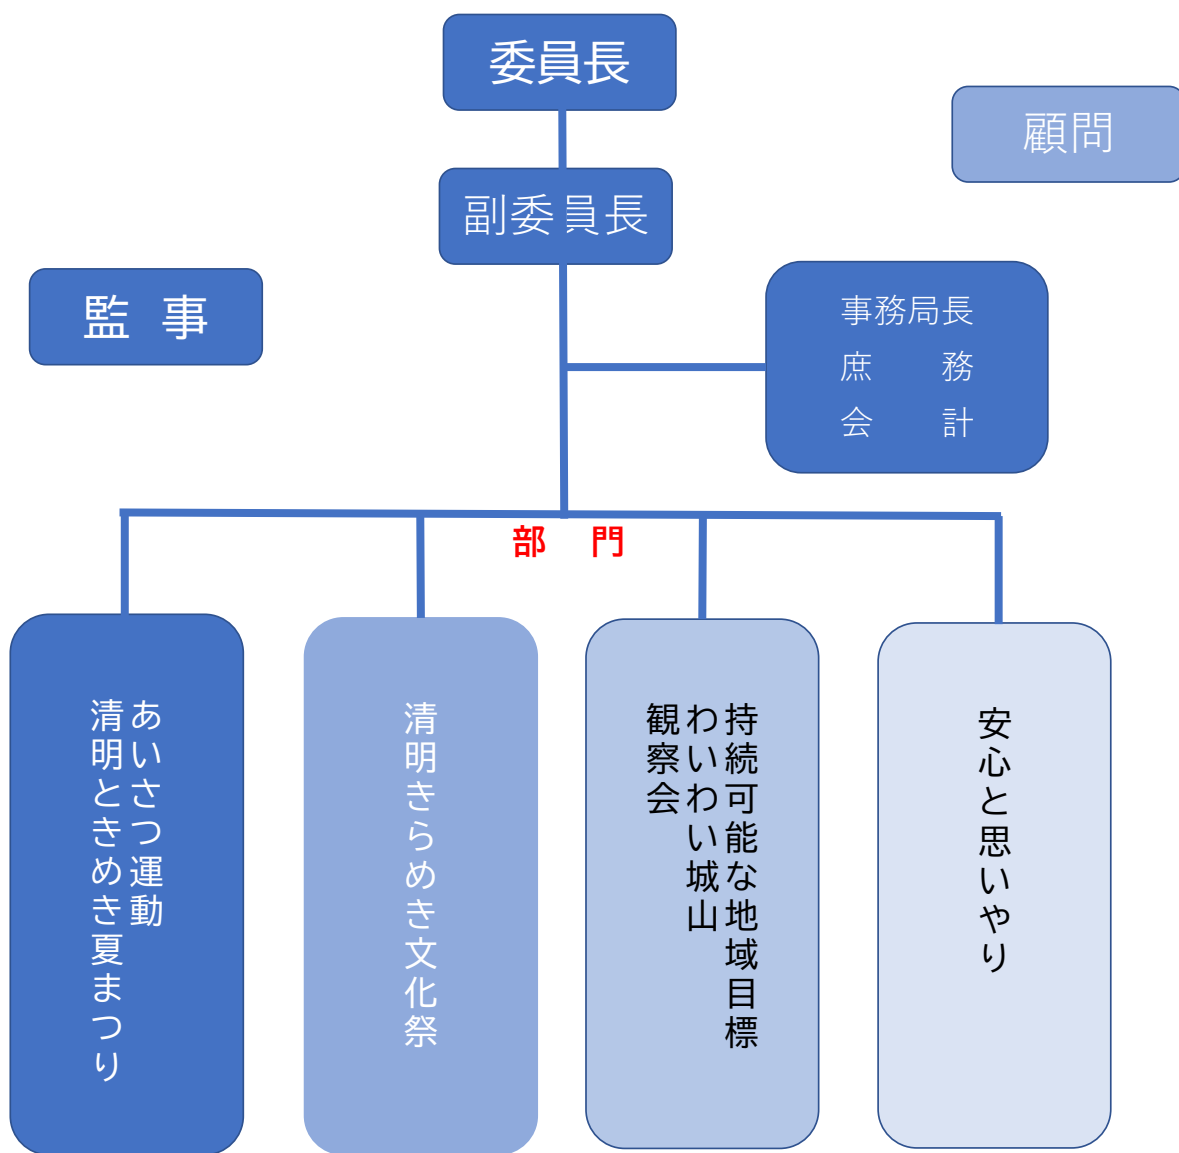 委員長
顧問
副委員長
監 事
事務局長
庶 務
会 計
部 門
あいさつ運動
清明ときめき夏まつり
清明きらめき文化祭
持続可能な地域目標
わいわい城山
観察会
安心と思いやり